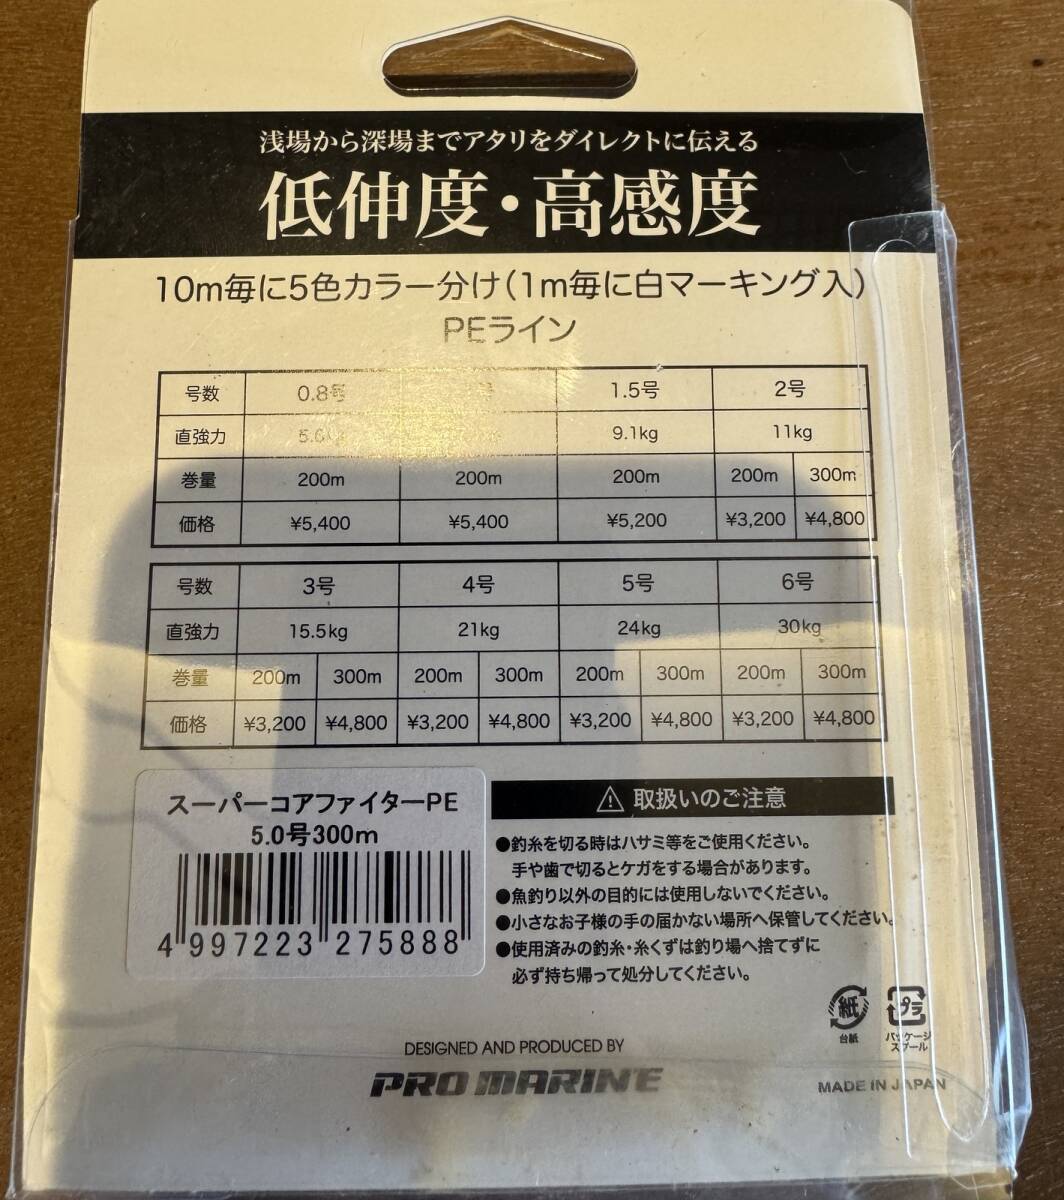 浅場から深場までアタリをダイレクトに伝える
低伸度・高感度
10m毎に5色カラー分け(1m毎に白マーキング入)
PEライン
号数 0.8号 号 1.5号 2号
直強力 9.1kg 11kg
巻量 200m 200m 200m 200m 300m
価格 ¥5,400 ¥5,400 ¥5,200 ¥3,200 ¥4,800
号数 3号 4号 5号 6号
直強力 15.5kg 21kg 24kg 30kg
巻量 200m 300m 200m 300m 200m 300m 200m 300m
価格 ¥3,200 ¥4,800 ¥3,200 ¥4,800 ¥3,200 ¥4,800 ¥3,200 ¥4,800
スーパーコアファイターPE
5.0号300m
4 997223 275888
取扱いのご注意
●釣糸を切る時はハサミ等をご使用ください。
手や歯で切るとケガをする場合があります。
●魚釣り以外の目的には使用しないでください。
●小さなお子様の手の届かない場所へ保管してください。
●使用済みの釣糸・糸くずは釣り場へ捨てずに
必ず持ち帰って処分してください。
紙
台紙
プラ
パッケージ
スプール
DESIGNED AND PRODUCED BY
PRO MARINE
MADE IN JAPAN